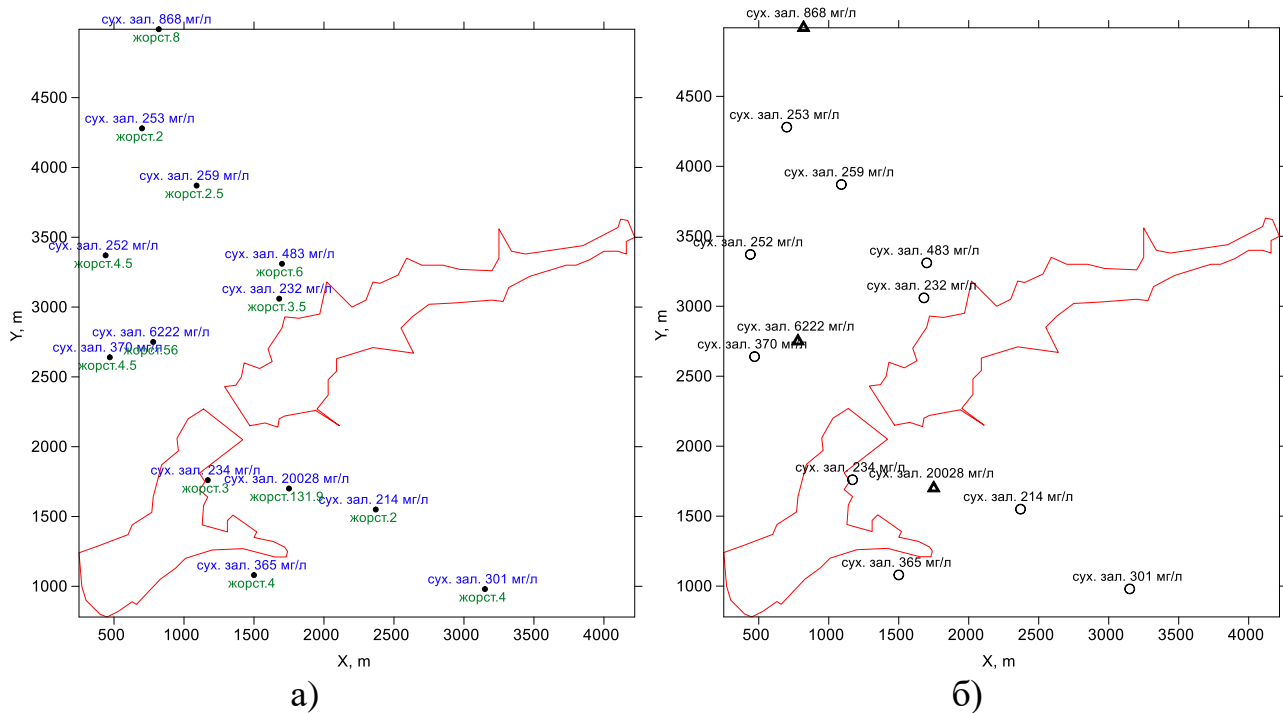 сух. зал. 868 мг/л
жорст.8
4500
сух. зал. 253 мг/л
жорст.2
4000
сух. зал. 259 мг/л
жорст.2.5
3500
сух. зал. 252 мг/л
жорст.4.5
сух. зал. 483 мг/л
жорст.6
сух. зал. 232 мг/л
жорст.3.5
3000
Y, m
сух. зал. 6222 мг/л
жорст.56
сух. зал. 370 мг/л
жорст.4.5
2500
2000
сух. зал. 234 мг/л
жорст.3
сух. зал. 20028 мг/л
жорст.131.9
сух. зал. 214 мг/л
жорст.2
1500
сух. зал. 365 мг/л
жорст.4
сух. зал. 301 мг/л
жорст.4
1000
500 1000 1500 2000 2500 3000 3500 4000
X, m
а)
сух. зал. 868 мг/л
4500
сух. зал. 253 мг/л
4000
сух. зал. 259 мг/л
3500
сух. зал. 252 мг/л
сух. зал. 483 мг/л
сух. зал. 232 мг/л
3000
Y, m
сух. зал. 6222 мг/л
сух. зал. 370 мг/л
2500
2000
сух. зал. 234 мг/л
сух. зал. 20028 мг/л
сух. зал. 214 мг/л
1500
сух. зал. 365 мг/л
сух. зал. 301 мг/л
1000
500 1000 1500 2000 2500 3000 3500 4000
X, m
б)